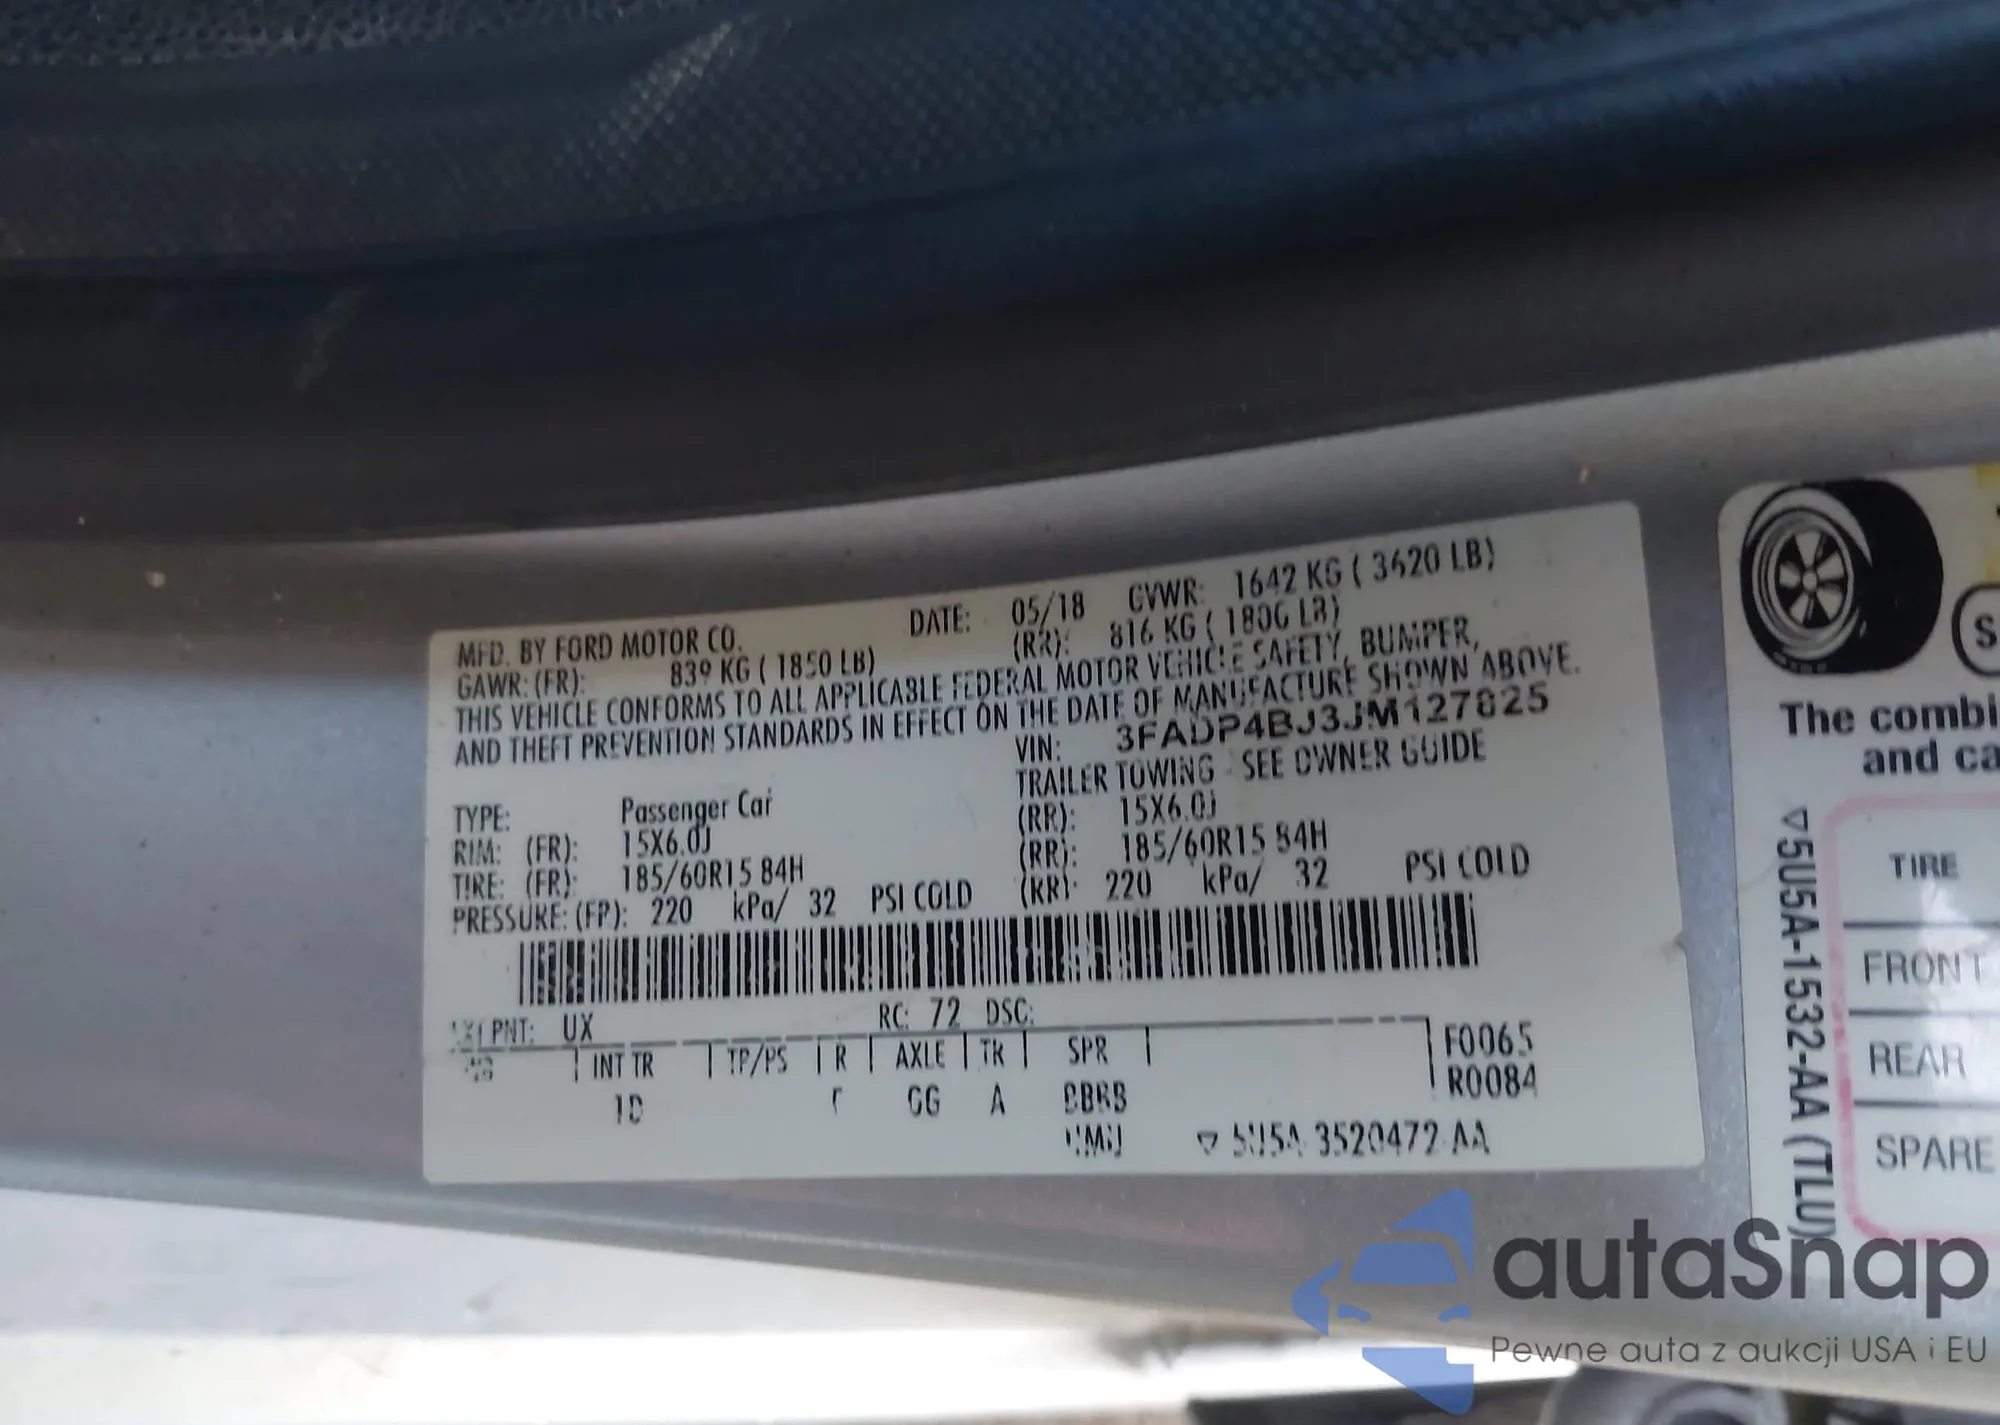 MFD. BY FORD MOTOR CO.
DATE: 05/18 GVWR: 1642 KG ( 3620 LB)
GAWR: (FR): 839 KG ( 1850 LB) (RR): 816 KG ( 1800 LB)
THIS VEHICLE CONFORMS TO ALL APPLICABLE FEDERAL MOTOR VEHICLE SAFETY, BUMPER,
AND THEFT PREVENTION STANDARDS IN EFFECT ON THE DATE OF MANUFACTURE SHOWN ABOVE.
VIN: 3FADP4BJ3JM127825
TRAILER TOWING - SEE OWNER GUIDE
TYPE: Passenger Car
RIM: (FR): 15X6.0J (RR): 15X6.0J
TIRE: (FR): 185/60R15 84H (RR): 185/60R15 84H
PRESSURE: (FR): 220 kPa/ 32 PSI COLD (RR): 220 kPa/ 32 PSI COLD
PNT: UX RC: 72 DSC:
INT TR TP/PS R AXLE TR SPR F0065
GG A R0084
5U5A 3520472 AA
The combi
and ca
TIRE
FRONT
REAR
SPARE
5U5A-1532-AA (TLU)
autaSnap
Pewne auta z aukcji USA i EU